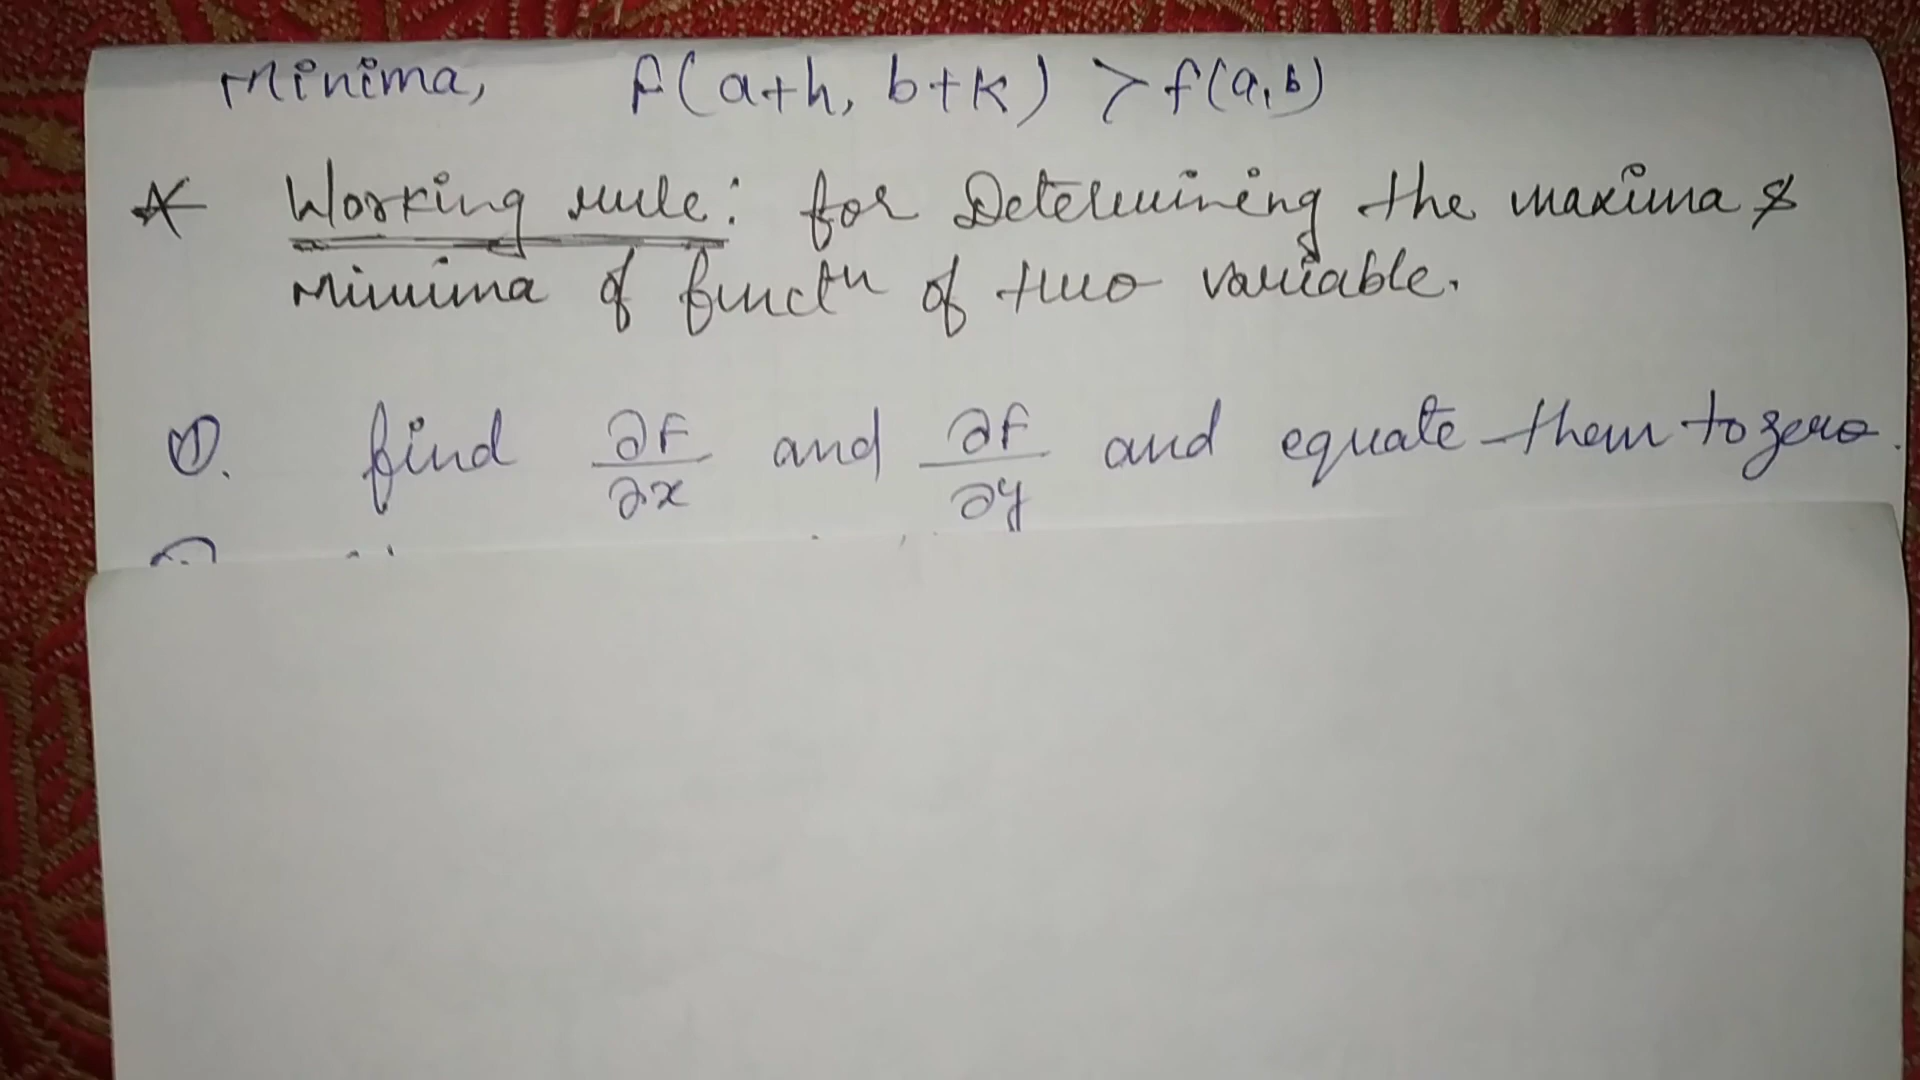 Minima, f(a+h, b+k) > f(a,b)
* Working rule: for Determining the maxima &
Minima of functn of two variable.
①. find ∂F/∂x and ∂F/∂y and equate them to zero.